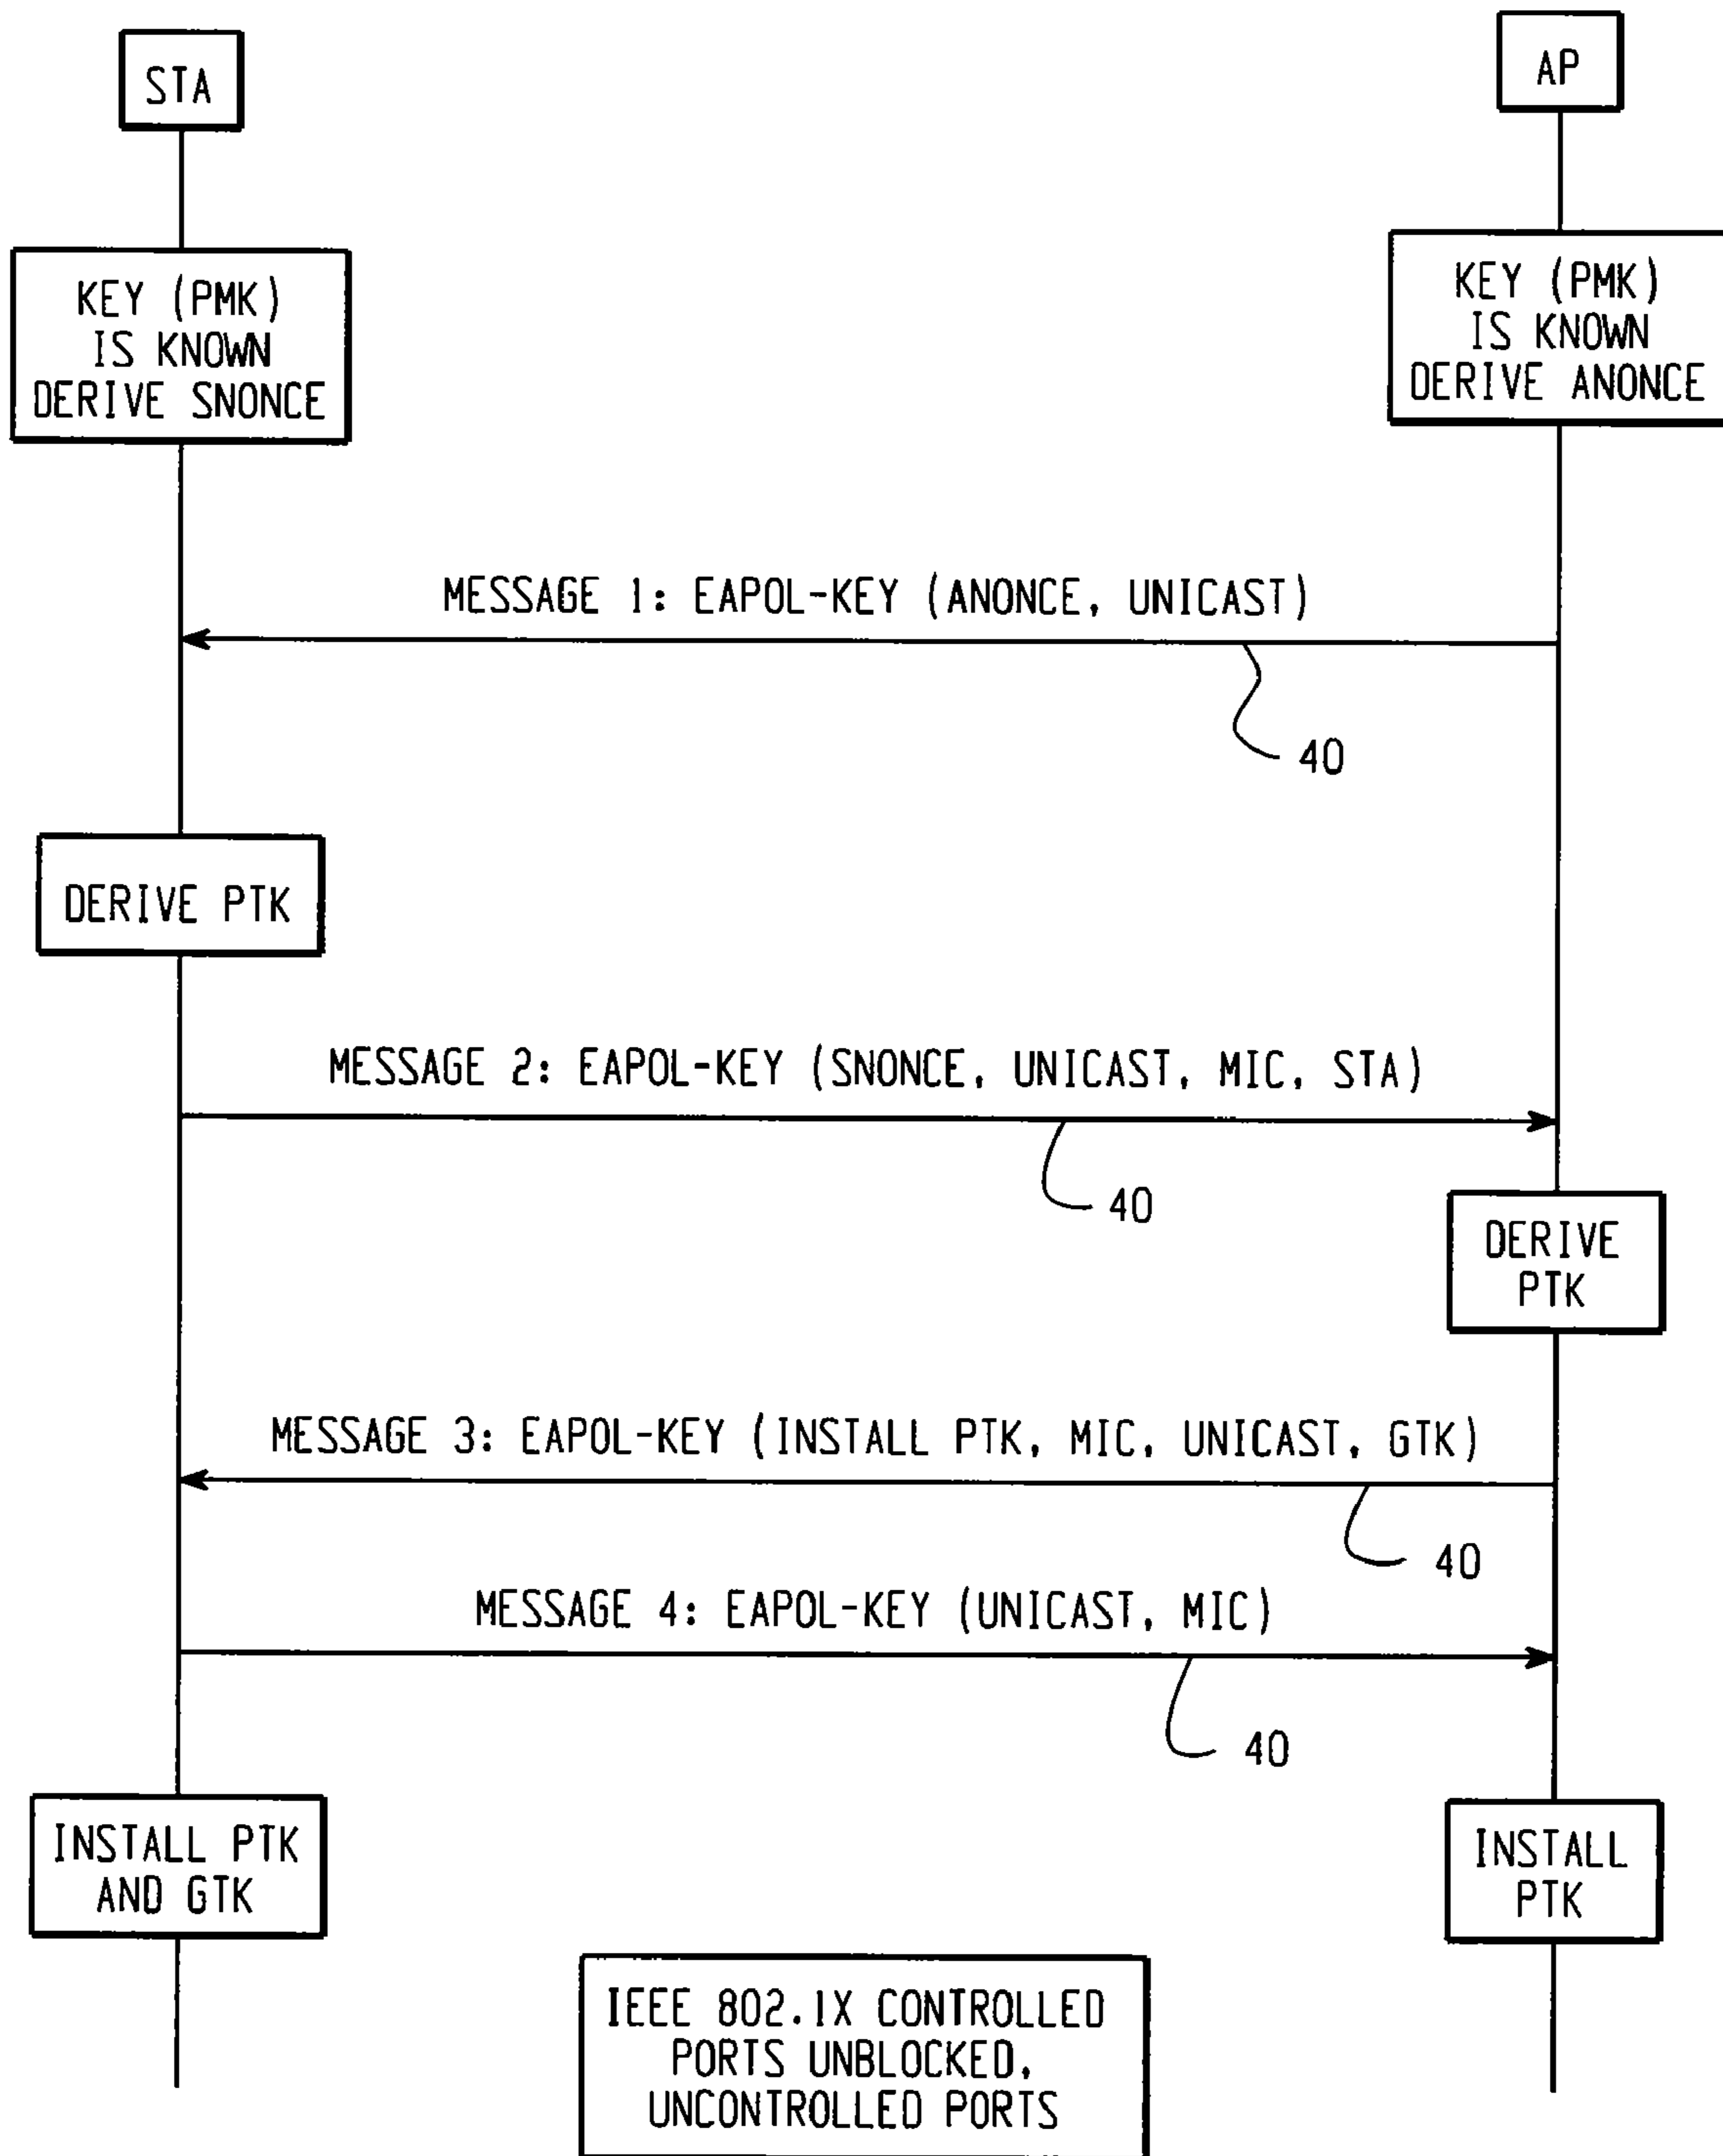 STA
AP
KEY (PMK)
IS KNOWN
DERIVE SNONCE
KEY (PMK)
IS KNOWN
DERIVE ANONCE
MESSAGE 1: EAPOL-KEY (ANONCE, UNICAST)
40
DERIVE PTK
MESSAGE 2: EAPOL-KEY (SNONCE, UNICAST, MIC, STA)
40
DERIVE
PTK
MESSAGE 3: EAPOL-KEY (INSTALL PTK, MIC, UNICAST, GTK)
40
MESSAGE 4: EAPOL-KEY (UNICAST, MIC)
40
INSTALL PTK
AND GTK
INSTALL
PTK
IEEE 802.1X CONTROLLED
PORTS UNBLOCKED,
UNCONTROLLED PORTS